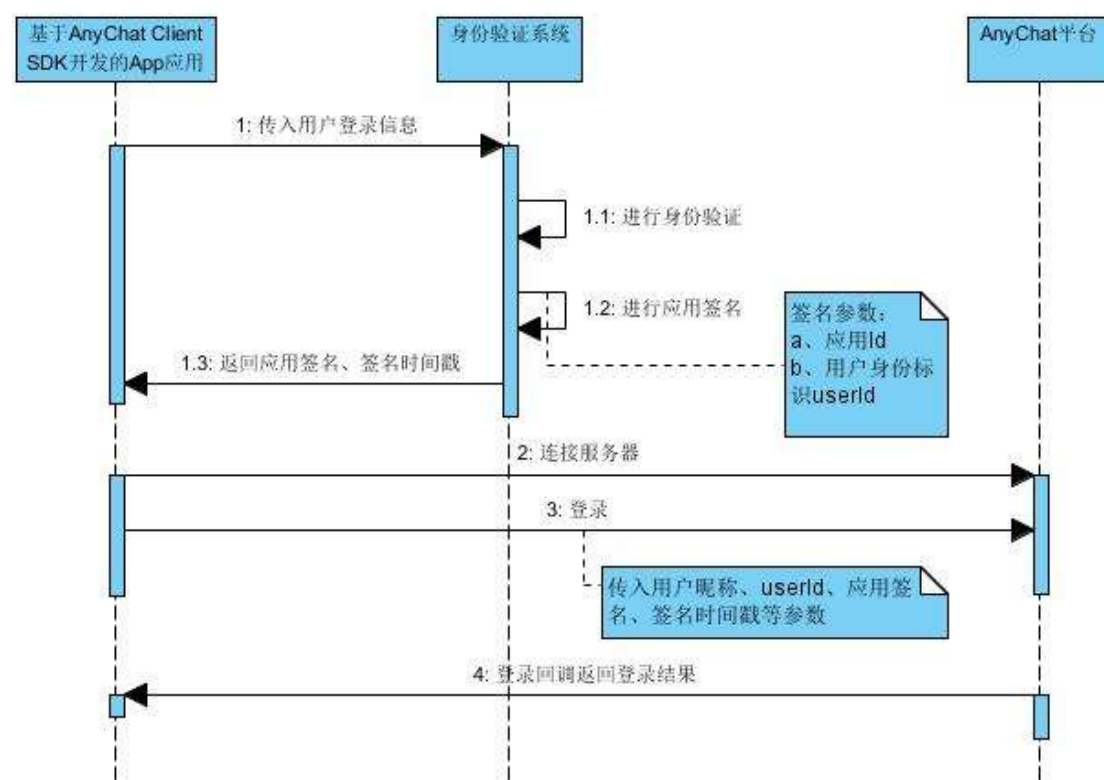 基于AnyChat Client
SDK开发的App应用
身份验证系统
AnyChat平台
1: 传入用户登录信息
1.1: 进行身份验证
1.2: 进行应用签名
签名参数：
a、应用Id
b、用户身份标
识userId
1.3: 返回应用签名、签名时间戳
2: 连接服务器
3: 登录
传入用户昵称、userId、应用签
名、签名时间戳等参数
4: 登录回调返回登录结果